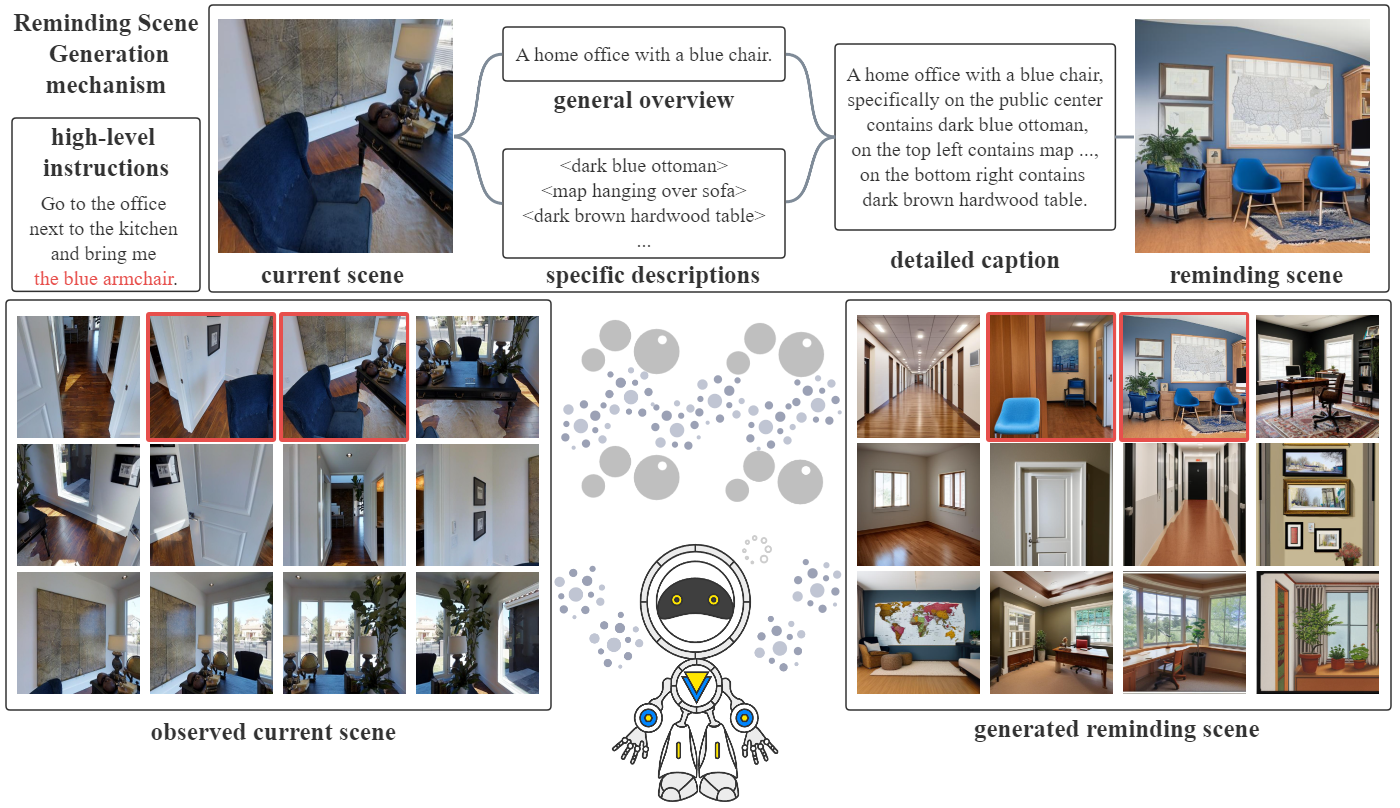 Reminding Scene
Generation
mechanism
high-level
instructions
Go to the office
next to the kitchen
and bring me
the blue armchair.
current scene
A home office with a blue chair.
general overview
<dark blue ottoman>
<map hanging over sofa>
<dark brown hardwood table>
...
specific descriptions
A home office with a blue chair,
specifically on the public center
contains dark blue ottoman,
on the top left contains map ...,
on the bottom right contains
dark brown hardwood table.
detailed caption
reminding scene
observed current scene
generated reminding scene